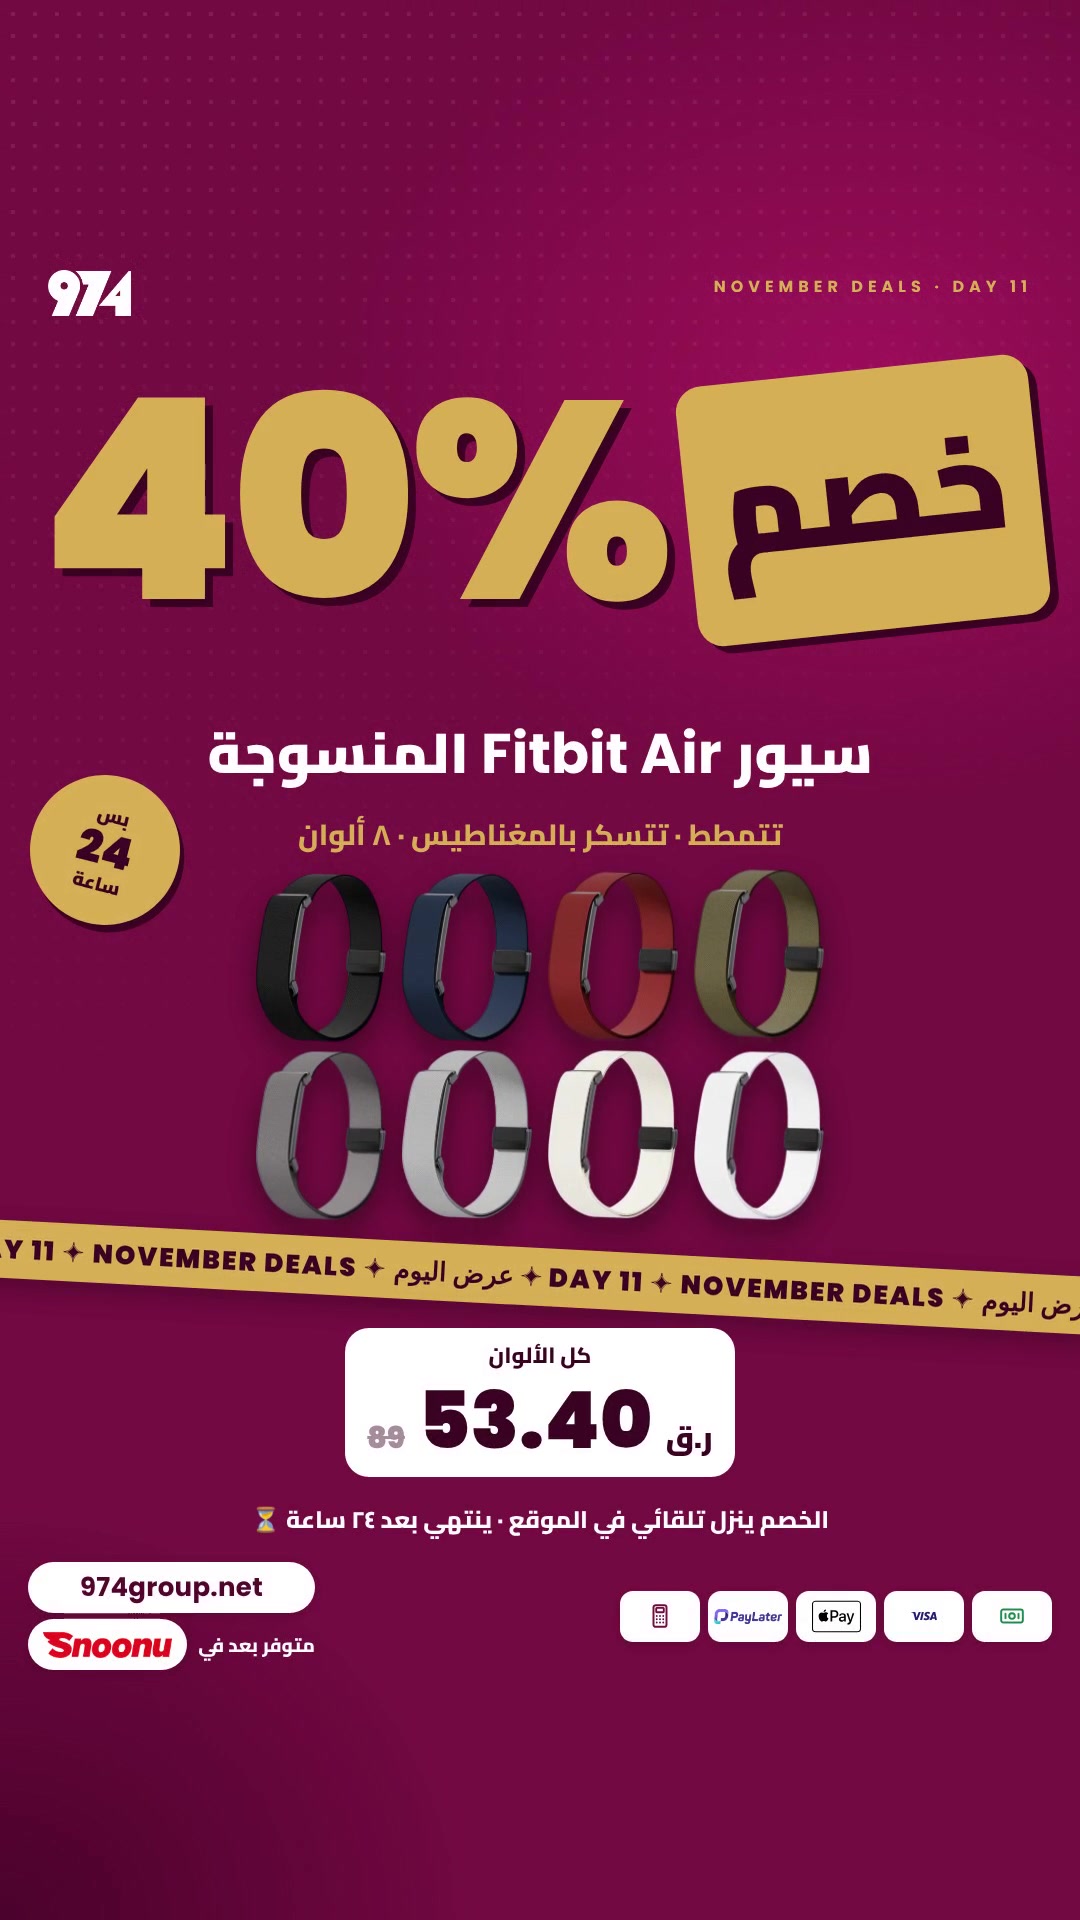 974
NOVEMBER DEALS · DAY 11
40% خصم
سيور Fitbit Air المنسوجة
تتمطط · تتسكر بالمغناطيس · ٨ ألوان
بس
24
ساعة
AY 11 ✦ NOVEMBER DEALS ✦ عرض اليوم ✦ DAY 11 ✦ NOVEMBER DEALS ✦ عرض اليوم
كل الألوان
89 53.40 ر.ق
الخصم ينزل تلقائي في الموقع · ينتهي بعد ٢٤ ساعة ⏳
974group.net
متوفر بعد في Snoonu
PayLater
Pay
VISA